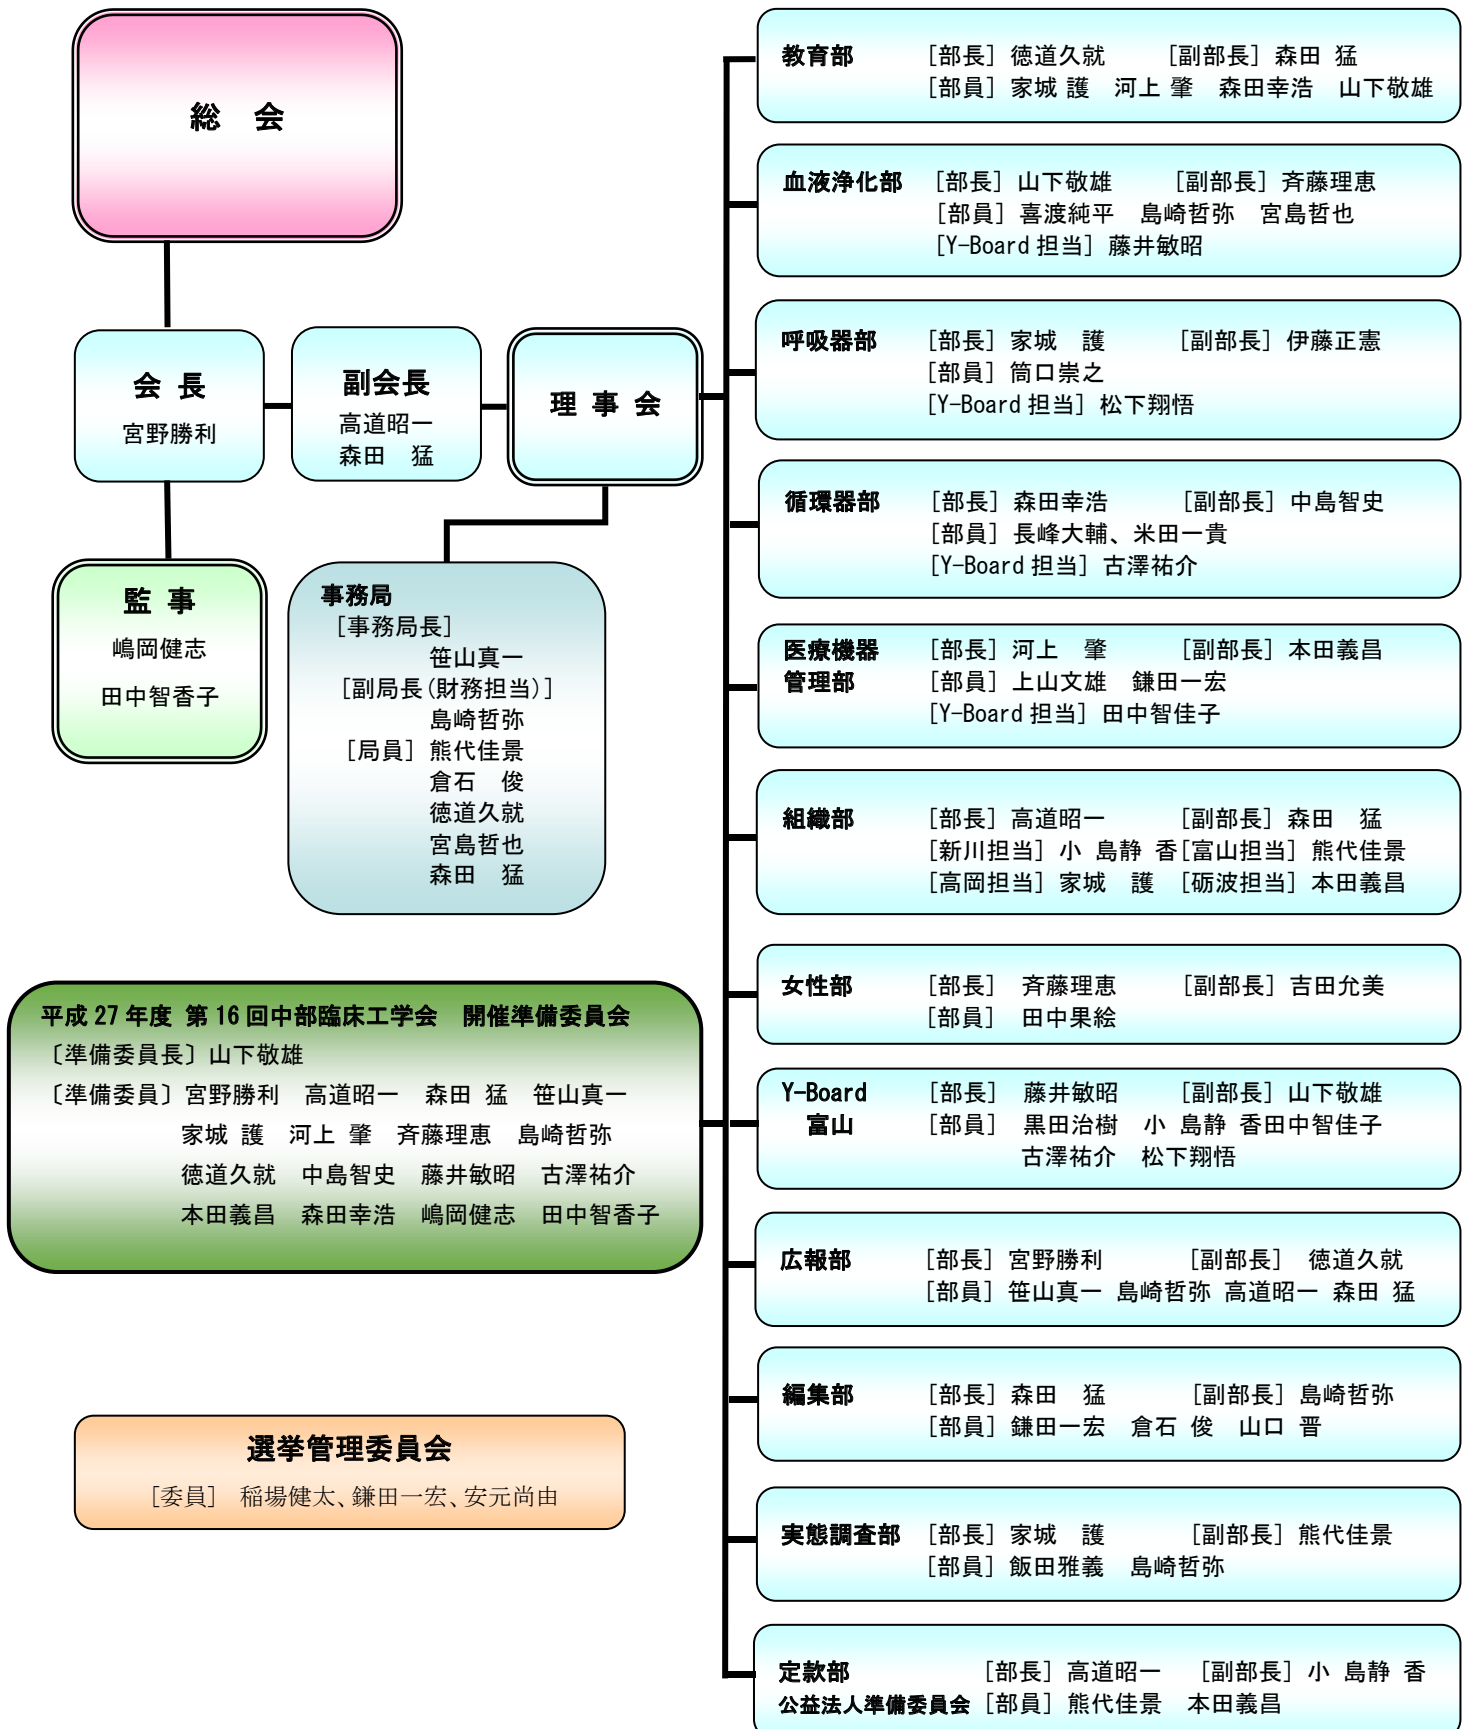 総　会
会 長
宮野勝利
副会長
高道昭一
森田　猛
理 事 会
監 事
嶋岡健志
田中智香子
事務局
[事務局長]
笹山真一
[副局長(財務担当)]
島崎哲弥
[局員] 熊代佳景
倉石　俊
徳道久就
宮島哲也
森田　猛
平成 27 年度 第 16 回中部臨床工学会　開催準備委員会
〔準備委員長〕山下敬雄
〔準備委員〕宮野勝利　高道昭一　森田 猛　笹山真一
家城 護　河上 肇　斉藤理恵　島崎哲弥
徳道久就　中島智史　藤井敏昭　古澤祐介
本田義昌　森田幸浩　嶋岡健志　田中智香子
選挙管理委員会
[委員]　稲場健太、鎌田一宏、安元尚由
教育部　[部長] 徳道久就　[副部長] 森田 猛
[部員] 家城 護　河上 肇　森田幸浩　山下敬雄
血液浄化部　[部長] 山下敬雄　[副部長] 斉藤理恵
[部員] 喜渡純平　島崎哲弥　宮島哲也
[Y-Board 担当] 藤井敏昭
呼吸器部　[部長] 家城　護　[副部長] 伊藤正憲
[部員] 筒口崇之
[Y-Board 担当] 松下翔悟
循環器部　[部長] 森田幸浩　[副部長] 中島智史
[部員] 長峰大輔、米田一貴
[Y-Board 担当] 古澤祐介
医療機器　[部長] 河上　肇　[副部長] 本田義昌
管理部　[部員] 上山文雄　鎌田一宏
[Y-Board 担当] 田中智佳子
組織部　[部長] 高道昭一　[副部長] 森田　猛
[新川担当] 小 島静 香[富山担当] 熊代佳景
[高岡担当] 家城　護　[砺波担当] 本田義昌
女性部　[部長]　斉藤理恵　[副部長] 吉田允美
[部員]　田中果絵
Y-Board　[部長]　藤井敏昭　[副部長] 山下敬雄
富山　[部員]　黒田治樹　小 島静 香田中智佳子
古澤祐介　松下翔悟
広報部　[部長] 宮野勝利　[副部長]　徳道久就
[部員] 笹山真一 島崎哲弥 高道昭一 森田 猛
編集部　[部長] 森田　猛　[副部長] 島崎哲弥
[部員] 鎌田一宏　倉石 俊　山口 晋
実態調査部　[部長] 家城　護　[副部長] 熊代佳景
[部員] 飯田雅義　島崎哲弥
定款部　[部長] 高道昭一　[副部長] 小 島静 香
公益法人準備委員会 [部員] 熊代佳景　本田義昌